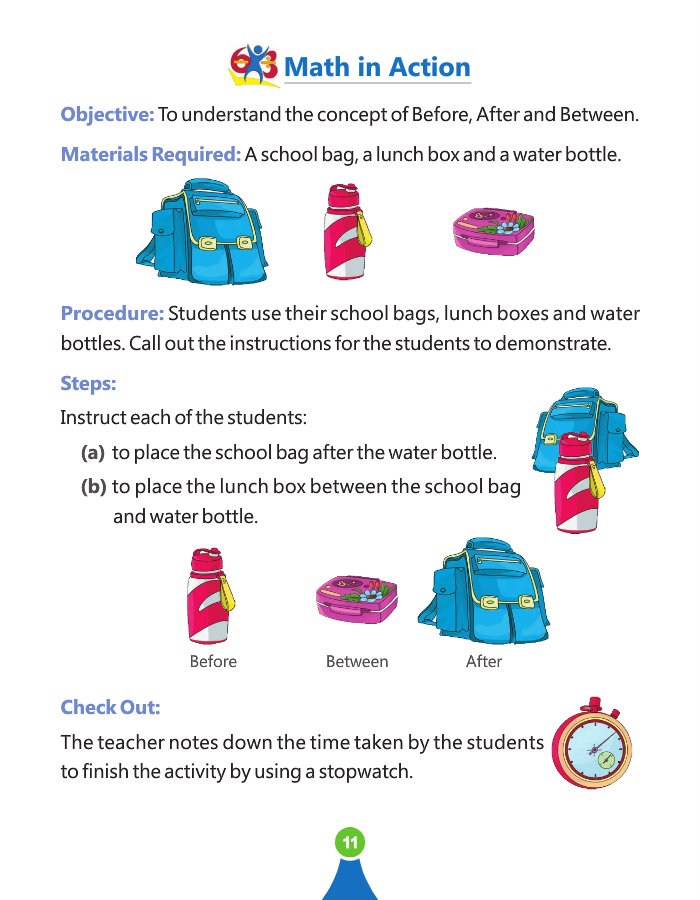 Math in Action
Objective: To understand the concept of Before, After and Between.
Materials Required: A school bag, a lunch box and a water bottle.
Procedure: Students use their school bags, lunch boxes and water
bottles. Call out the instructions for the students to demonstrate.
Steps:
Instruct each of the students:
(a) to place the school bag after the water bottle.
(b) to place the lunch box between the school bag
and water bottle.
Before Between After
Check Out:
The teacher notes down the time taken by the students
to finish the activity by using a stopwatch.
11